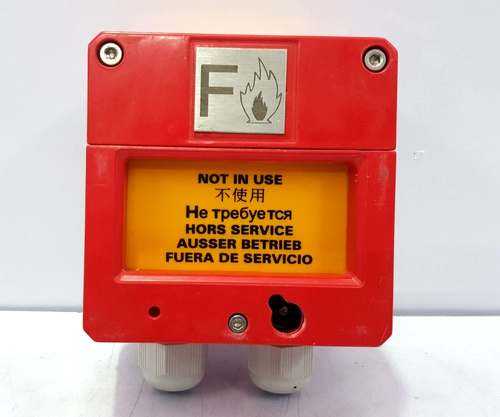 F
NOT IN USE
不使用
Не требуется
HORS SERVICE
AUSSER BETRIEB
FUERA DE SERVICIO